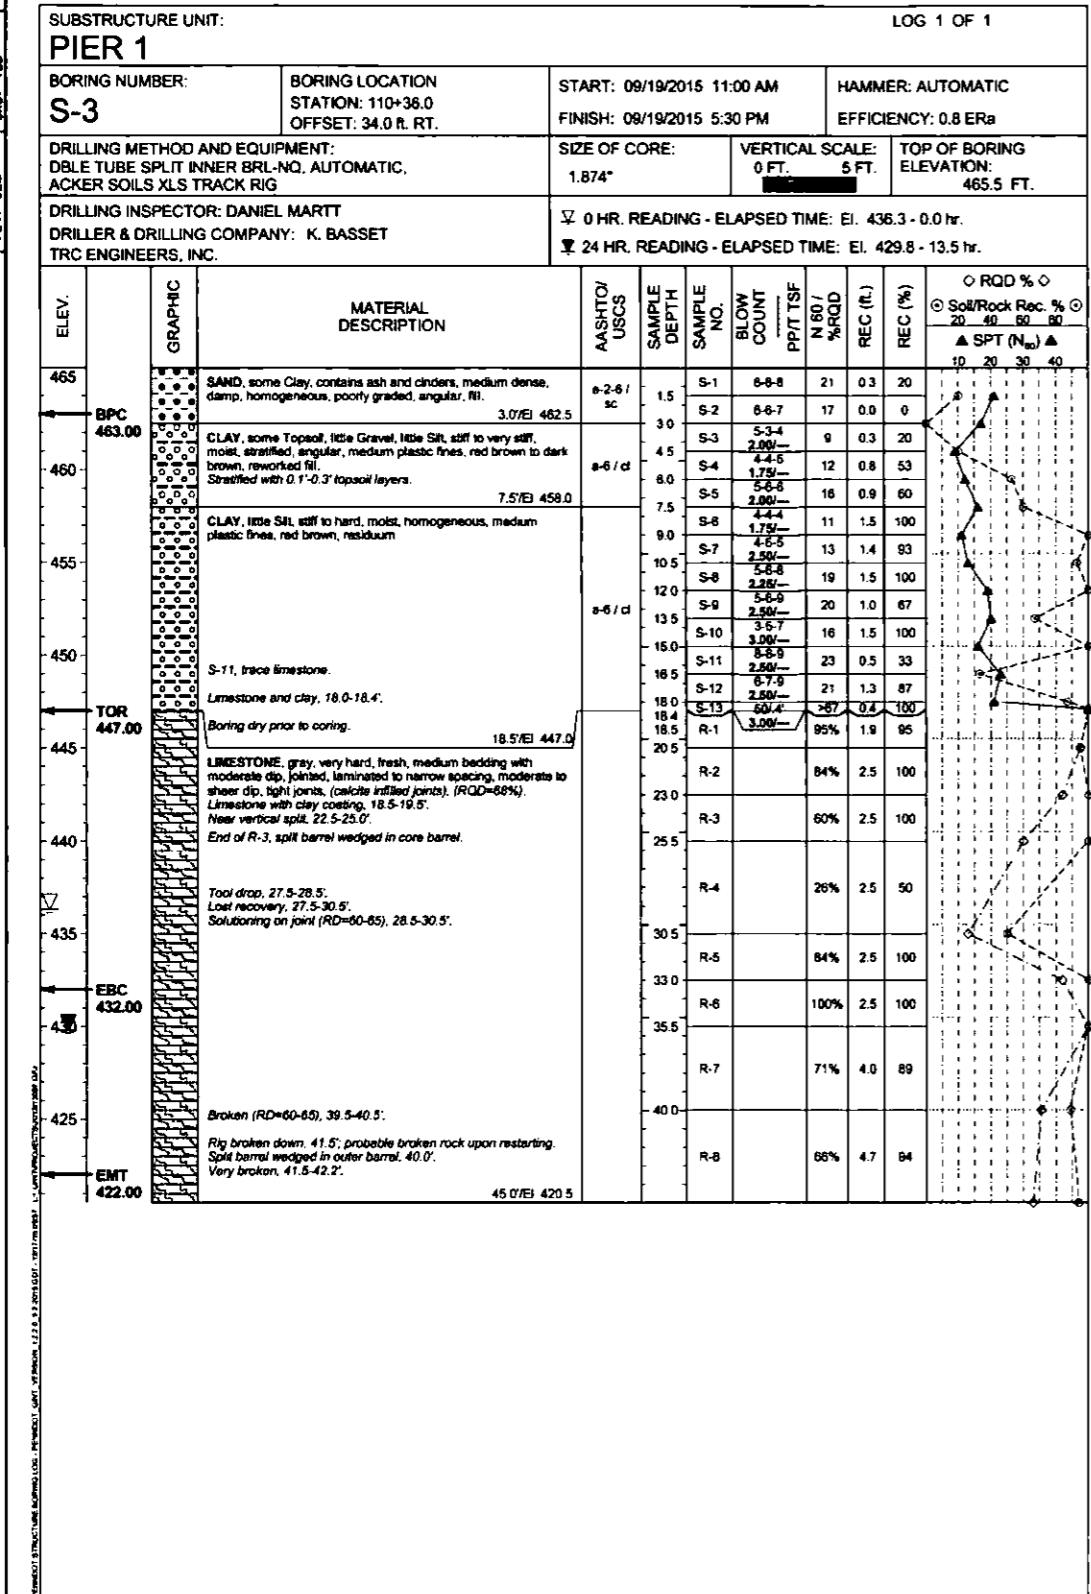 SUBSTRUCTURE UNIT:
LOG 1 OF 1
PIER 1
BORING NUMBER:
S-3
BORING LOCATION
STATION: 110+36.0
OFFSET: 34.0 ft. RT.
START: 09/19/2015 11:00 AM
FINISH: 09/19/2015 5:30 PM
HAMMER: AUTOMATIC
EFFICIENCY: 0.8 ERa
DRILLING METHOD AND EQUIPMENT:
DBLE TUBE SPLIT INNER BRL-NQ, AUTOMATIC,
ACKER SOILS XLS TRACK RIG
SIZE OF CORE:
1.874"
VERTICAL SCALE:
0 FT. 5 FT.
TOP OF BORING
ELEVATION:
465.5 FT.
DRILLING INSPECTOR: DANIEL MARTT
DRILLER & DRILLING COMPANY: K. BASSET
TRC ENGINEERS, INC.
0 HR. READING - ELAPSED TIME: El. 436.3 - 0.0 hr.
24 HR. READING - ELAPSED TIME: El. 429.8 - 13.5 hr.
ELEV.
GRAPHIC
MATERIAL
DESCRIPTION
AASHTO/
USCS
SAMPLE
DEPTH
SAMPLE
NO.
BLOW
COUNT
PP/T TSF
N 60 /
%RQD
REC (ft.)
REC (%)
◇ RQD % ◇
⊙ Soil/Rock Rec. % ⊙
20 40 60 80
▲ SPT (N60) ▲
10 20 30 40
465
SAND, some Clay, contains ash and cinders, medium dense,
damp, homogeneous, poorly graded, angular, fill.
3.0'/El 462.5
a-2-6 /
sc
BPC
463.00
CLAY, some Topsoil, little Gravel, little Silt, stiff to very stiff,
moist, stratified, angular, medium plastic fines, red brown to dark
brown, reworked fill.
Stratified with 0.1'-0.3' topsoil layers.
7.5'/El 458.0
a-6 / cl
460
CLAY, little Silt, stiff to hard, moist, homogeneous, medium
plastic fines, red brown, residuum
a-6 / cl
455
450
S-11, trace limestone.
Limestone and clay, 18.0-18.4'.
TOR
447.00
Boring dry prior to coring.
18.5'/El 447.0
445
LIMESTONE, gray, very hard, fresh, medium bedding with
moderate dip, jointed, laminated to narrow spacing, moderate to
sheer dip, tight joints, (calcite infilled joints). (RQD=68%).
Limestone with clay coating, 18.5-19.5'.
Near vertical split, 22.5-25.0'.
End of R-3, split barrel wedged in core barrel.
440
Tool drop, 27.5-28.5'.
Lost recovery, 27.5-30.5'.
Solutioning on joint (RD=60-65), 28.5-30.5'.
435
EBC
432.00
430
425
Broken (RD=60-65), 39.5-40.5'.
Rig broken down, 41.5'; probable broken rock upon restarting.
Split barrel wedged in outer barrel, 40.0'.
Very broken, 41.5-42.2'.
EMT
422.00
45.0'/El 420.5
S-1 6-8-8 21 0.3 20
1.5
S-2 6-6-7 17 0.0 0
3.0
S-3 5-3-4 2.00/--- 9 0.3 20
4.5
S-4 4-4-5 1.75/--- 12 0.8 53
6.0
S-5 5-6-6 2.00/--- 16 0.9 60
7.5
S-6 4-4-4 1.75/--- 11 1.5 100
9.0
S-7 4-5-5 2.50/--- 13 1.4 93
10.5
S-8 5-6-8 2.25/--- 19 1.5 100
12.0
S-9 5-6-9 2.50/--- 20 1.0 67
13.5
S-10 3-5-7 3.00/--- 16 1.5 100
15.0
S-11 8-8-9 2.50/--- 23 0.5 33
16.5
S-12 6-7-9 2.50/--- 21 1.3 87
18.0
S-13 50/.4' 3.00/--- >67 0.4 100
18.4
18.5
R-1 95% 1.9 95
20.5
R-2 84% 2.5 100
23.0
R-3 60% 2.5 100
25.5
R-4 26% 2.5 50
30.5
R-5 84% 2.5 100
33.0
R-6 100% 2.5 100
35.5
R-7 71% 4.0 89
40.0
R-8 66% 4.7 94